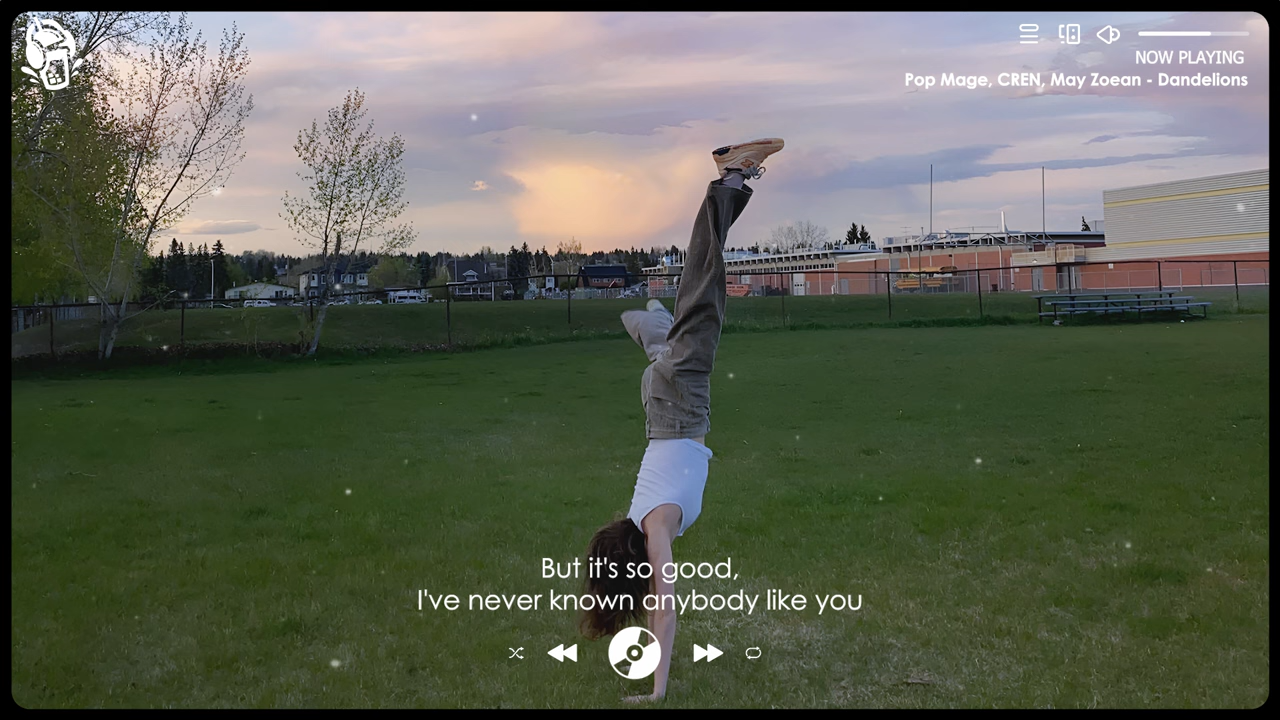 NOW PLAYING
Pop Mage, CREN, May Zoean - Dandelions
But it's so good,
I've never known anybody like you